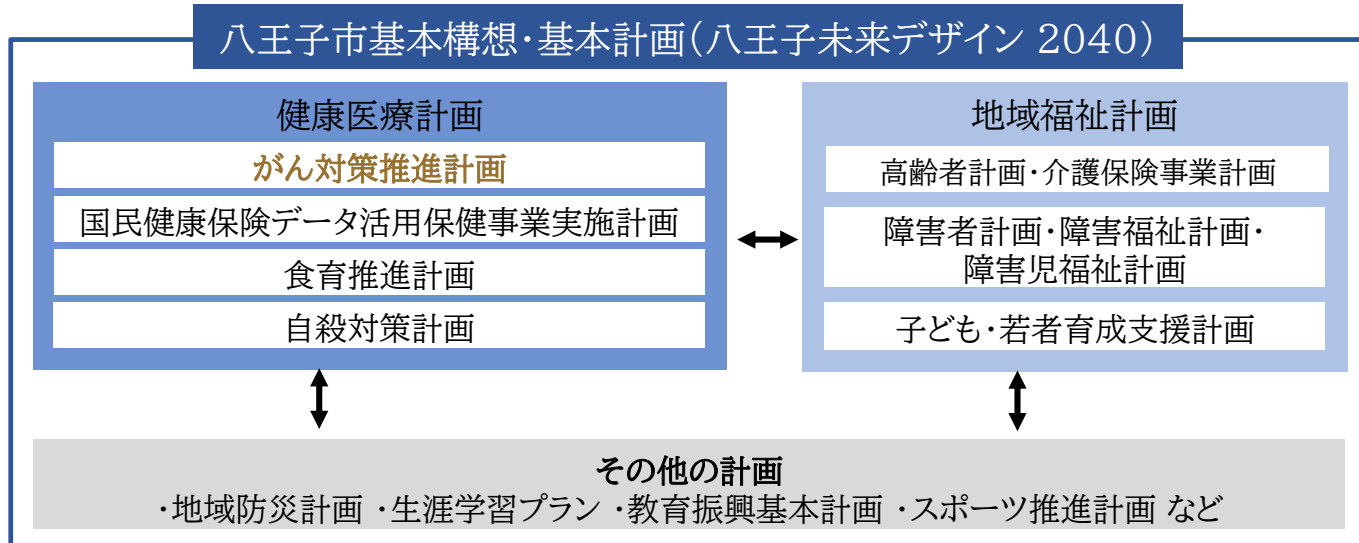 八王子市基本構想・基本計画（八王子未来デザイン 2040）
健康医療計画
がん対策推進計画
国民健康保険データ活用保健事業実施計画
食育推進計画
自殺対策計画
地域福祉計画
高齢者計画・介護保険事業計画
障害者計画・障害福祉計画・
障害児福祉計画
子ども・若者育成支援計画
その他の計画
・地域防災計画 ・生涯学習プラン ・教育振興基本計画 ・スポーツ推進計画 など